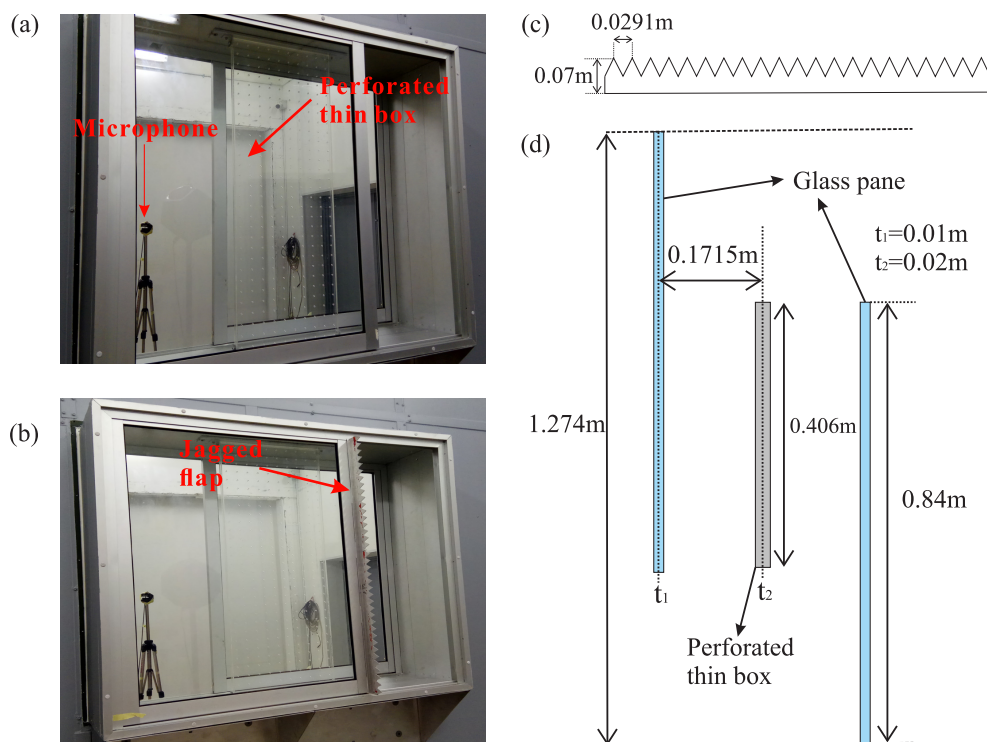 (a)
Perforated
thin box
Microphone
(b)
Jagged
flap
(c)
0.0291m
0.07m
(d)
Glass pane
t₁=0.01m
t₂=0.02m
0.1715m
1.274m
0.406m
0.84m
t₁
t₂
Perforated
thin box